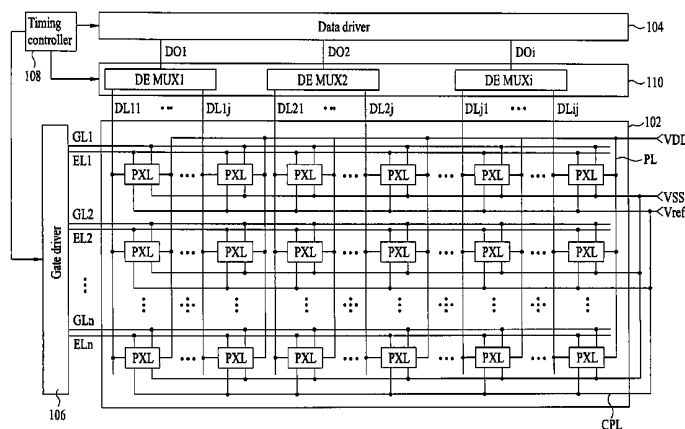 Timing
controller
108
Data driver
104
DO1 DO2 DOi
DE MUX1 DE MUX2 DE MUXi
110
DL11 ••• DL1j DL21 ••• DL2j DLj1 ••• DLij
102
GL1
VDD
EL1
PL
PXL ••• PXL PXL ••• PXL PXL ••• PXL
VSS
Vref
GL2
EL2
PXL ••• PXL PXL ••• PXL PXL ••• PXL
Gate driver
GLn
ELn
PXL ••• PXL PXL ••• PXL PXL ••• PXL
106
CPL